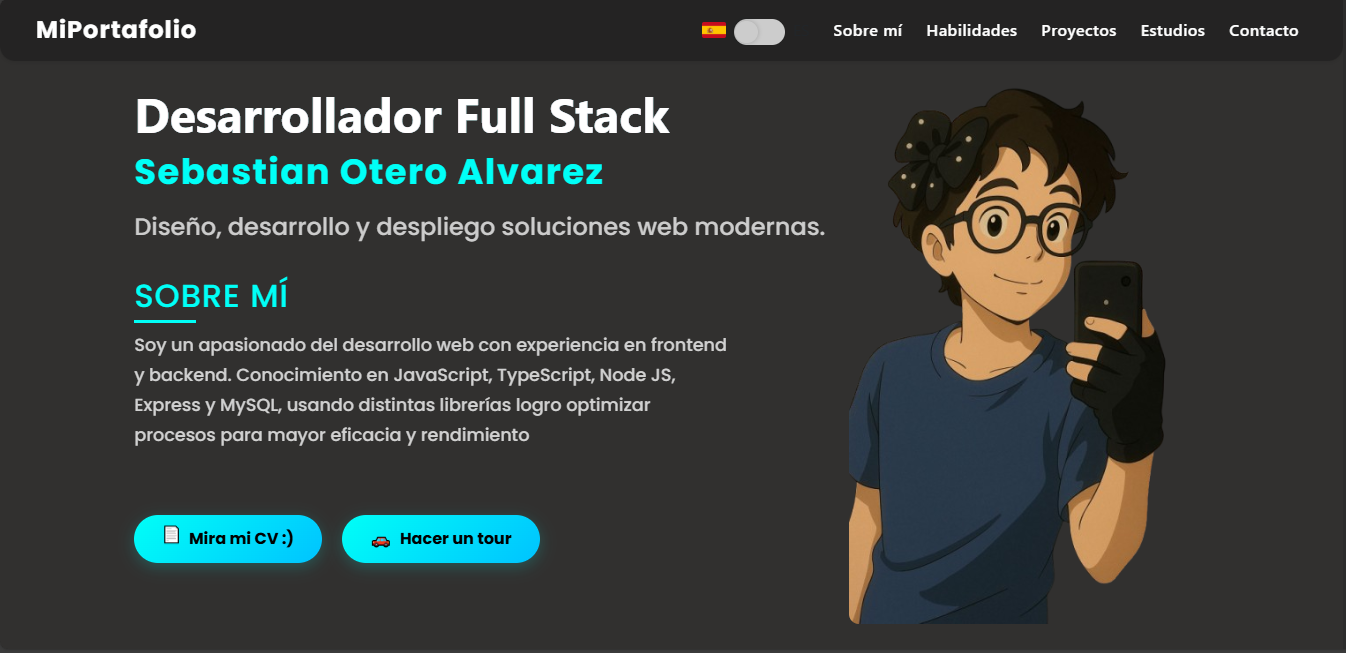 MiPortafolio
Sobre mí Habilidades Proyectos Estudios Contacto
Desarrollador Full Stack
Sebastian Otero Alvarez
Diseño, desarrollo y despliego soluciones web modernas.
SOBRE MÍ
Soy un apasionado del desarrollo web con experiencia en frontend
y backend. Conocimiento en JavaScript, TypeScript, Node JS,
Express y MySQL, usando distintas librerías logro optimizar
procesos para mayor eficacia y rendimiento
Mira mi CV :) Hacer un tour